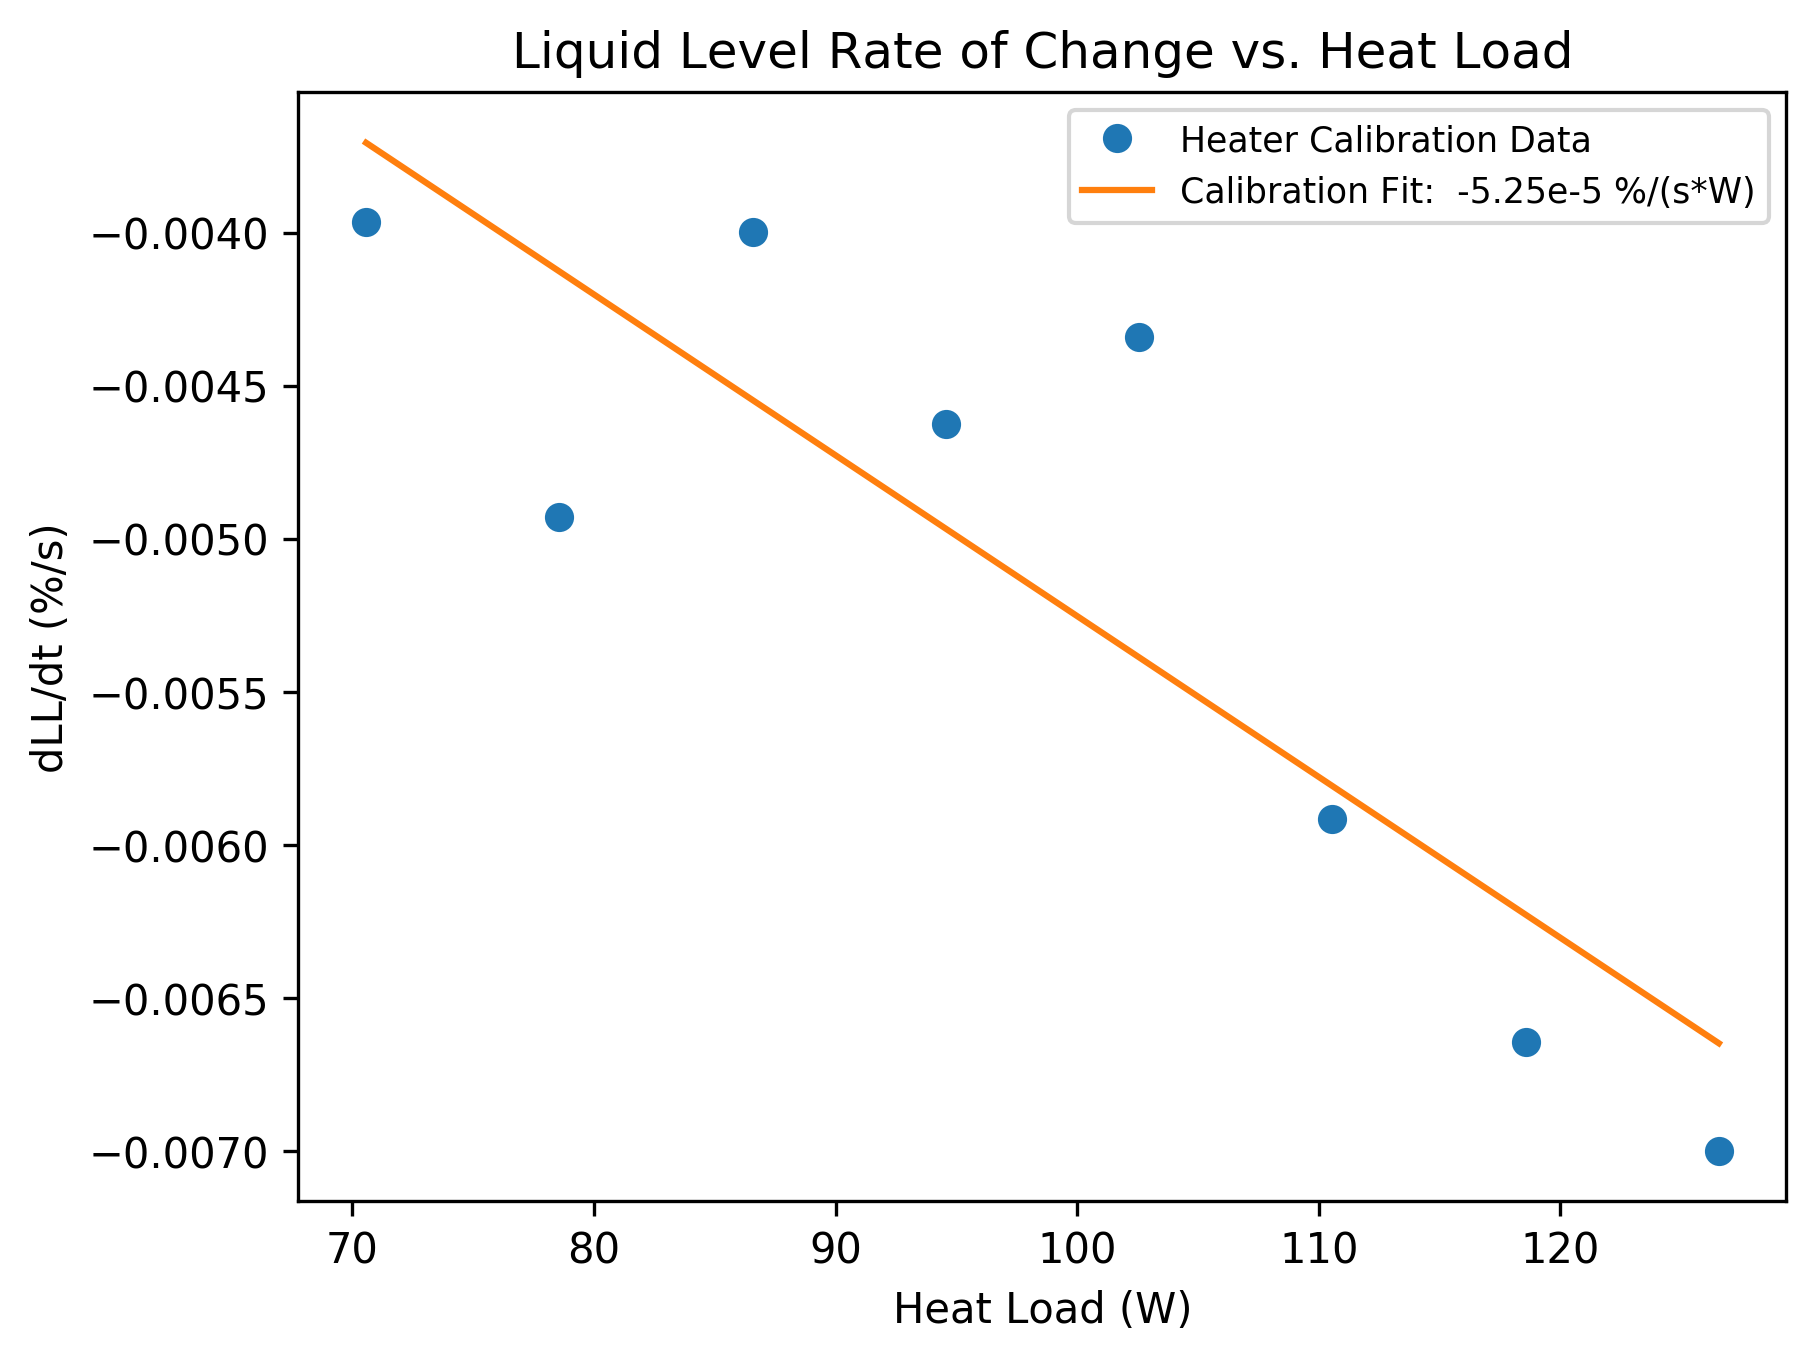 Liquid Level Rate of Change vs. Heat Load
Heater Calibration Data
Calibration Fit:  -5.25e-5 %/(s*W)
−0.0040
−0.0045
−0.0050
−0.0055
−0.0060
−0.0065
−0.0070
dLL/dt (%/s)
70 80 90 100 110 120
Heat Load (W)